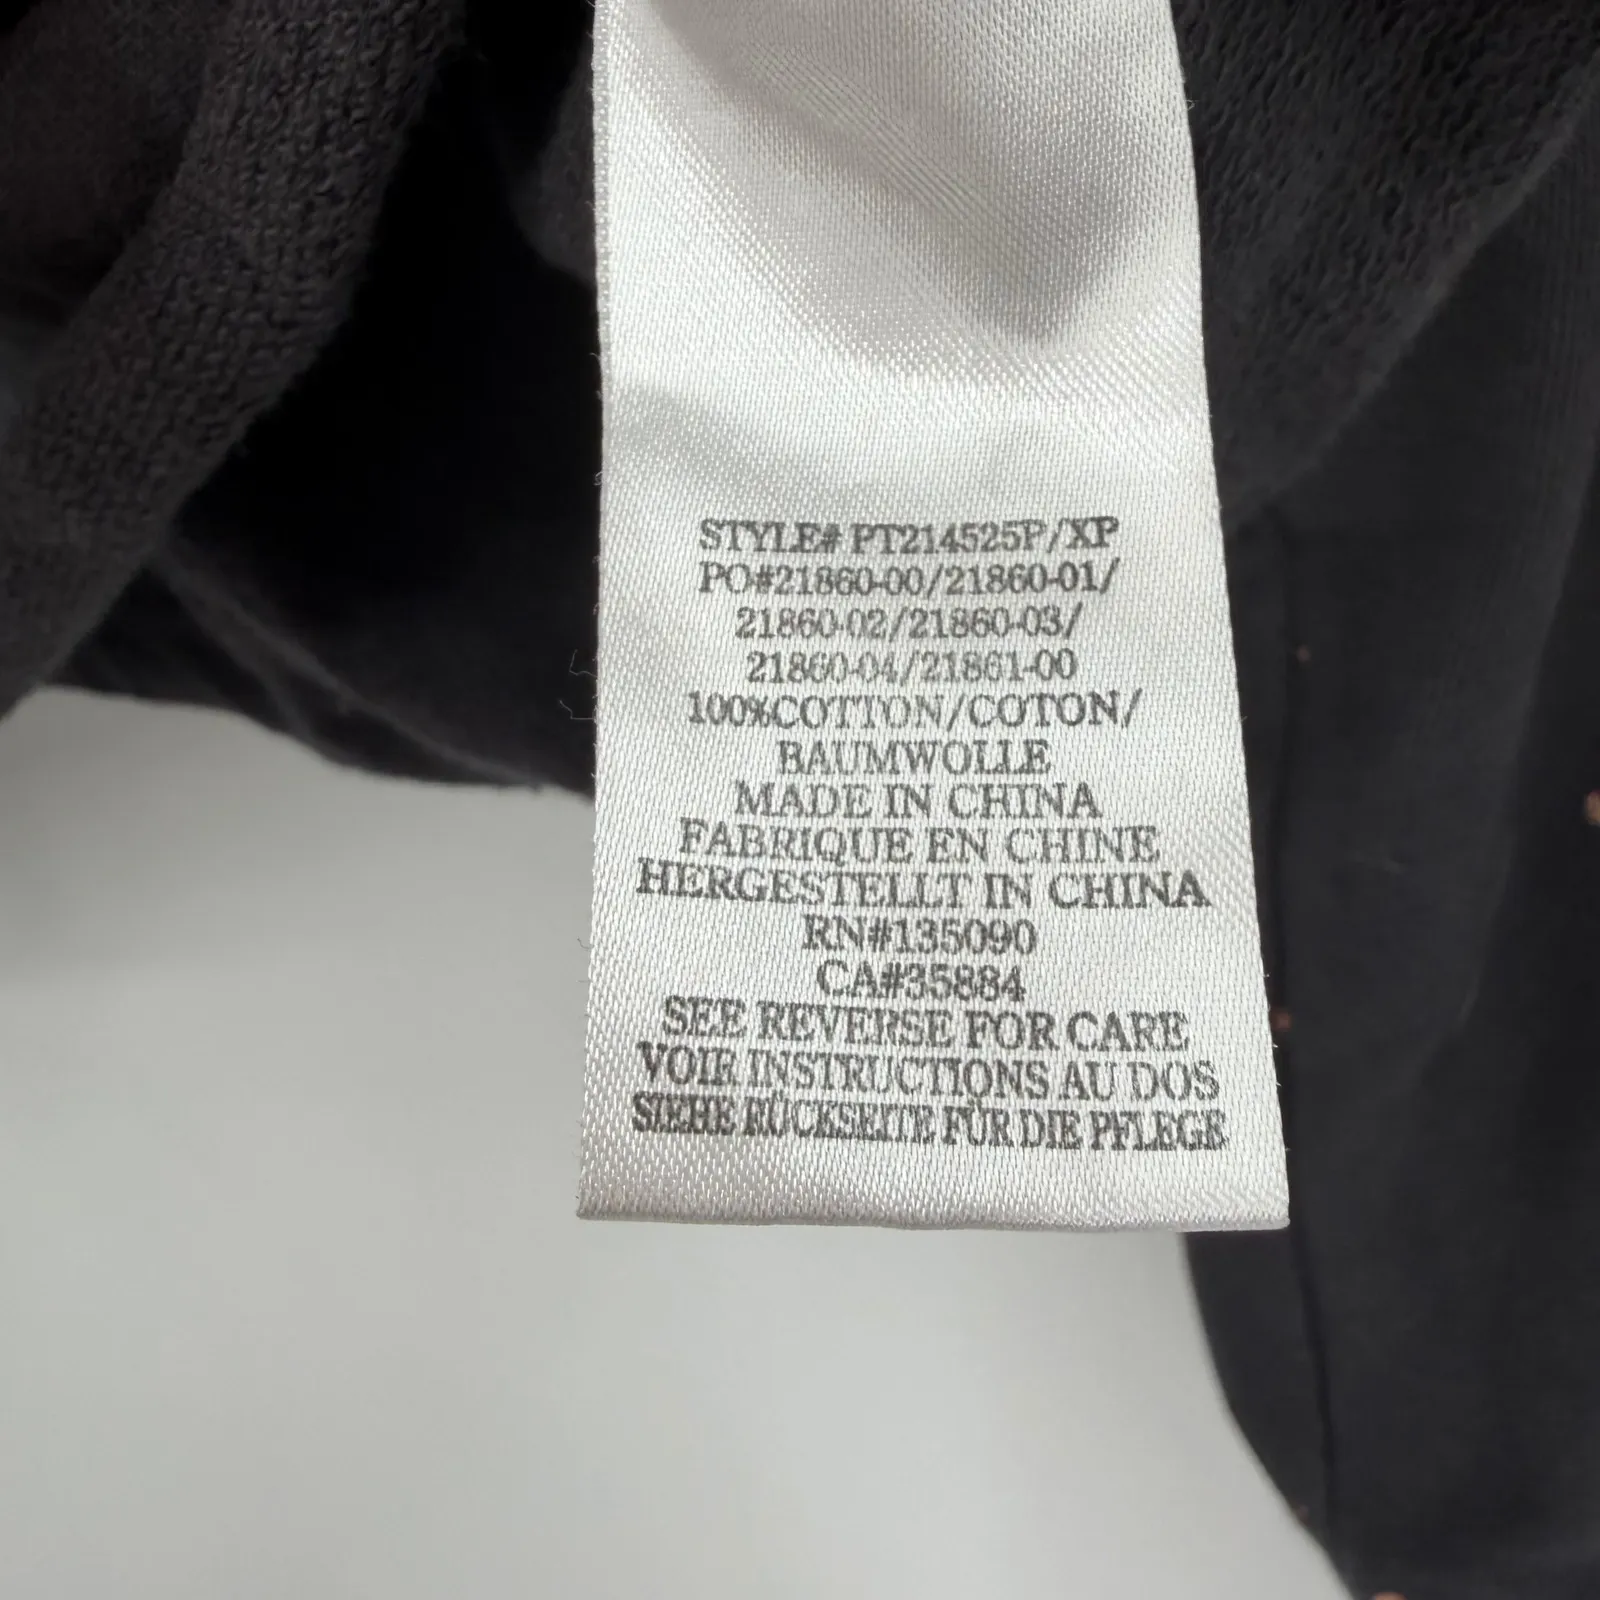 STYLE# PT214525P/XP
PO#21860-00/21860-01/
21860-02/21860-03/
21860-04/21861-00
100%COTTON/COTON/
BAUMWOLLE
MADE IN CHINA
FABRIQUE EN CHINE
HERGESTELLT IN CHINA
RN#135090
CA#35884
SEE REVERSE FOR CARE
VOIR INSTRUCTIONS AU DOS
SIEHE RÜCKSEITE FÜR DIE PFLEGE